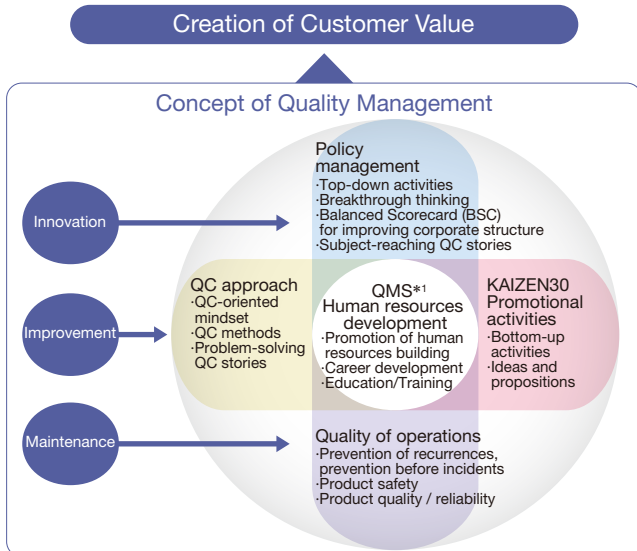 Creation of Customer Value
Concept of Quality Management
Innovation
Policy
management
·Top-down activities
·Breakthrough thinking
·Balanced Scorecard (BSC)
for improving corporate structure
·Subject-reaching QC stories
Improvement
QC approach
·QC-oriented
mindset
·QC methods
·Problem-solving
QC stories
QMS*1
Human resources
development
·Promotion of human
resources building
·Career development
·Education/Training
KAIZEN30
Promotional
activities
·Bottom-up
activities
·Ideas and
propositions
Maintenance
Quality of operations
·Prevention of recurrences,
prevention before incidents
·Product safety
·Product quality / reliability